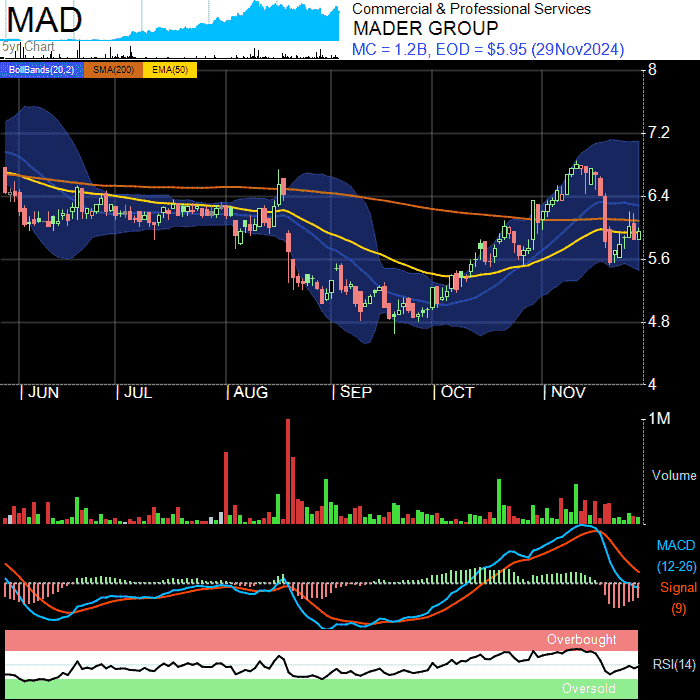 MAD
5yr Chart
Commercial & Professional Services
MADER GROUP
MC = 1.2B, EOD = $5.95 (29Nov2024)
BollBands(20,2) SMA(200) EMA(50)
8
7.2
6.4
5.6
4.8
4
JUN JUL AUG SEP OCT NOV
1M
Volume
MACD
(12-26)
Signal
(9)
Overbought
RSI(14)
Oversold